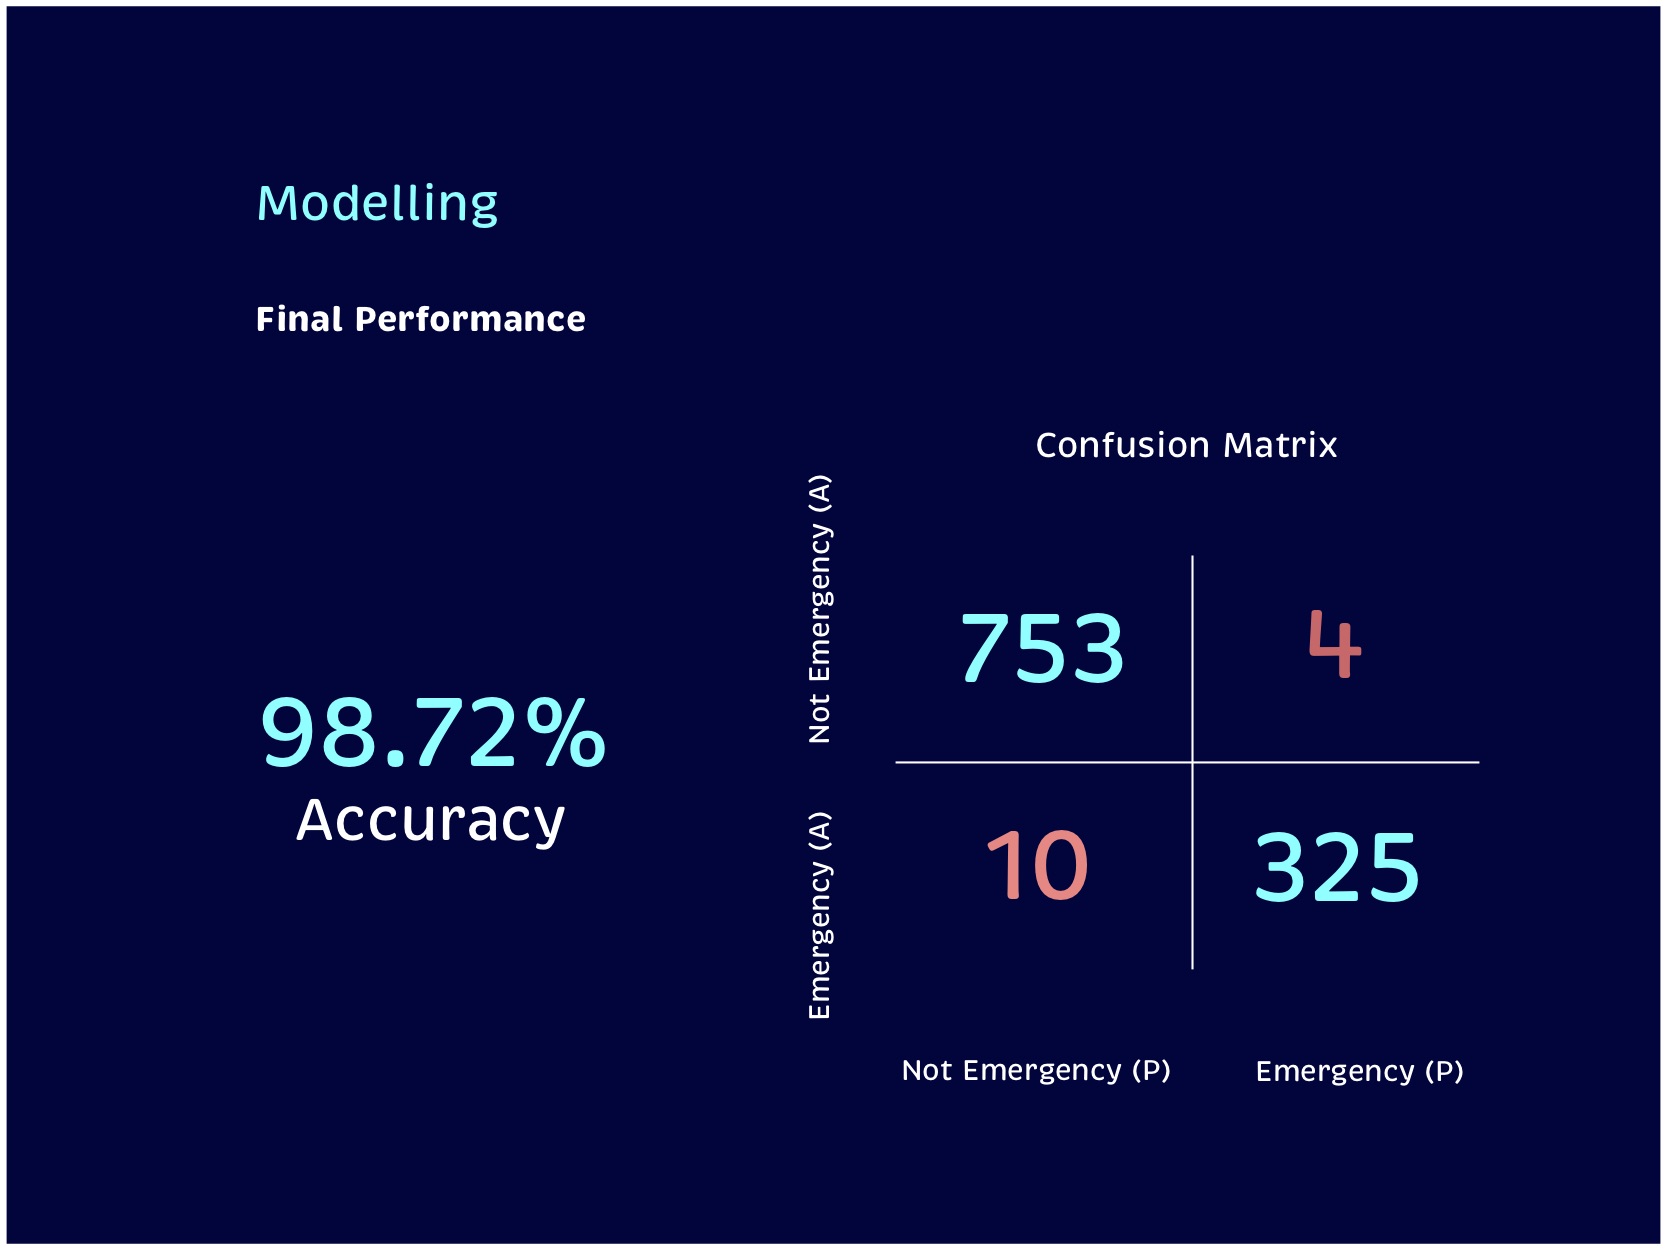 Modelling
Final Performance
98.72%
Accuracy
Confusion Matrix
Not Emergency (A)
753
4
Emergency (A)
10
325
Not Emergency (P)
Emergency (P)